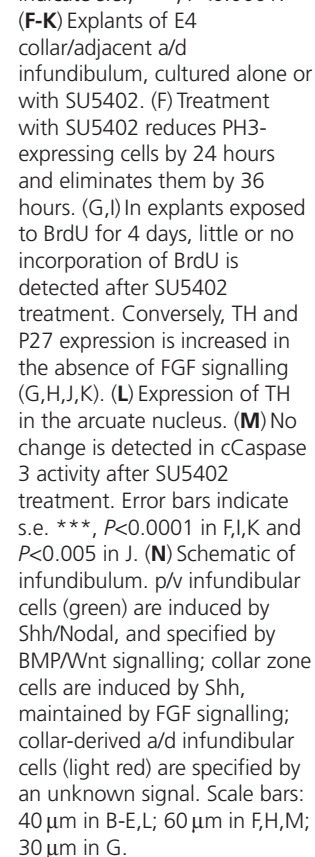 (F-K) Explants of E4
collar/adjacent a/d
infundibulum, cultured alone or
with SU5402. (F) Treatment
with SU5402 reduces PH3-
expressing cells by 24 hours
and eliminates them by 36
hours. (G,I) In explants exposed
to BrdU for 4 days, little or no
incorporation of BrdU is
detected after SU5402
treatment. Conversely, TH and
P27 expression is increased in
the absence of FGF signalling
(G,H,J,K). (L) Expression of TH
in the arcuate nucleus. (M) No
change is detected in cCaspase
3 activity after SU5402
treatment. Error bars indicate
s.e. ***, P<0.0001 in F,I,K and
P<0.005 in J. (N) Schematic of
infundibulum. p/v infundibular
cells (green) are induced by
Shh/Nodal, and specified by
BMP/Wnt signalling; collar zone
cells are induced by Shh,
maintained by FGF signalling;
collar-derived a/d infundibular
cells (light red) are specified by
an unknown signal. Scale bars:
40 μm in B-E,L; 60 μm in F,H,M;
30 μm in G.